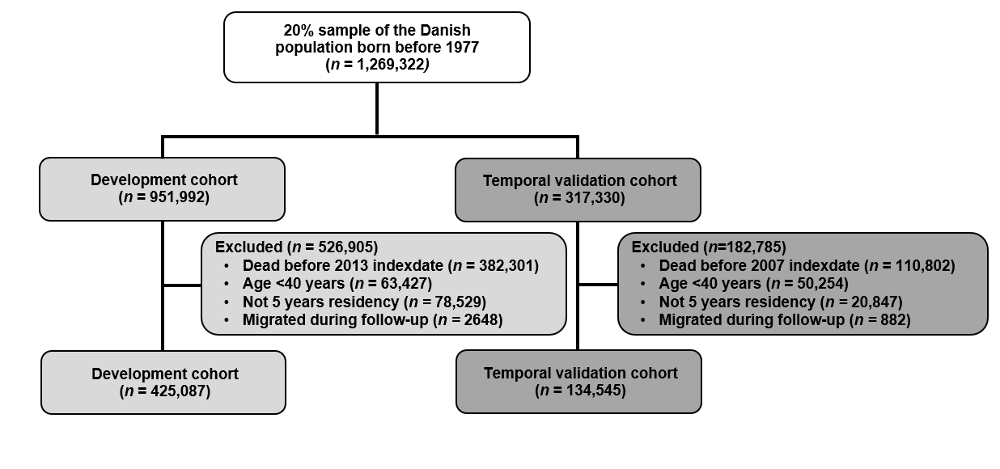 20% sample of the Danish
population born before 1977
(n = 1,269,322)
Development cohort
(n = 951,992)
Temporal validation cohort
(n = 317,330)
Excluded (n = 526,905)
• Dead before 2013 indexdate (n = 382,301)
• Age <40 years (n = 63,427)
• Not 5 years residency (n = 78,529)
• Migrated during follow-up (n = 2648)
Excluded (n=182,785)
• Dead before 2007 indexdate (n = 110,802)
• Age <40 years (n = 50,254)
• Not 5 years residency (n = 20,847)
• Migrated during follow-up (n = 882)
Development cohort
(n = 425,087)
Temporal validation cohort
(n = 134,545)